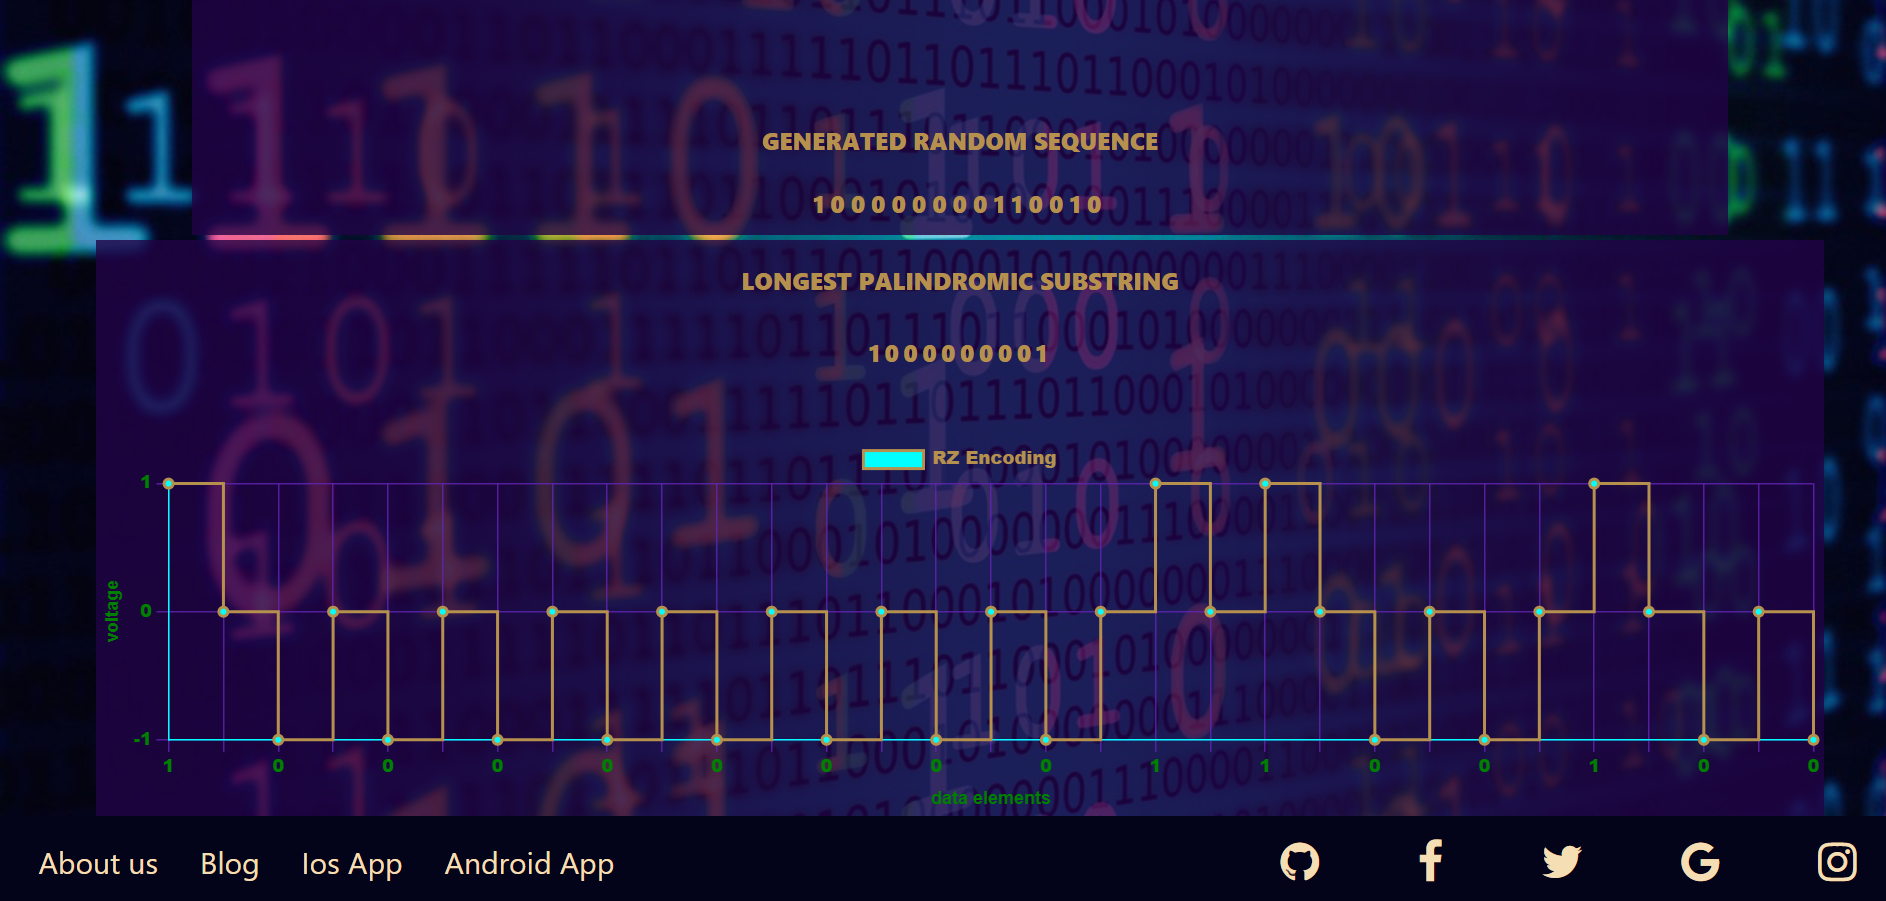 GENERATED RANDOM SEQUENCE
100000000110010
LONGEST PALINDROMIC SUBSTRING
1000000001
RZ Encoding
1
0
-1
voltage
1 0 0 0 0 0 0 0 0 1 1 0 0 1 0 0
data elements
About us Blog Ios App Android App